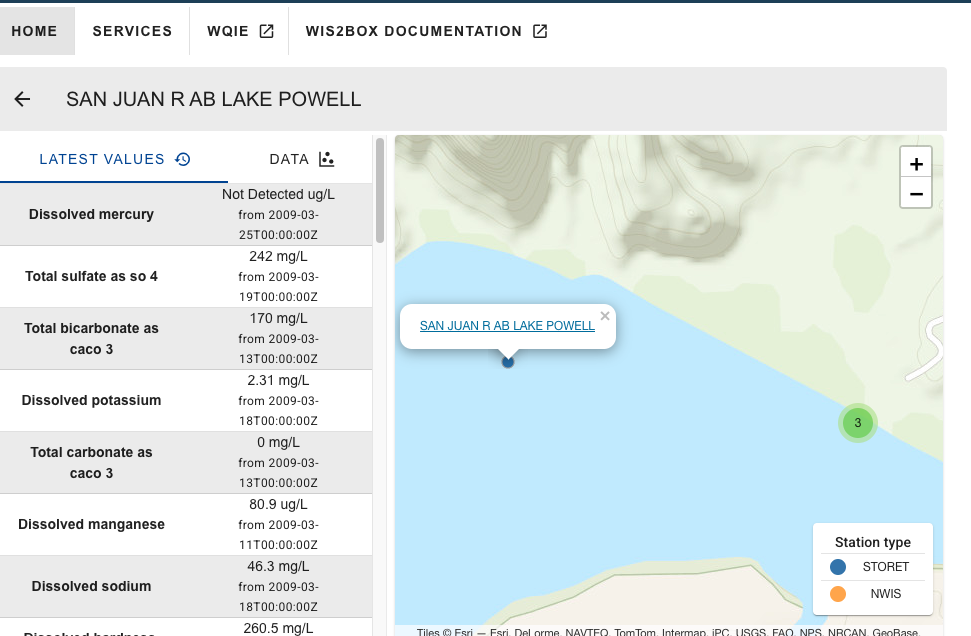 HOME SERVICES WQIE WIS2BOX DOCUMENTATION
SAN JUAN R AB LAKE POWELL
LATEST VALUES DATA
Dissolved mercury
Not Detected ug/L
from 2009-03-
25T00:00:00Z
Total sulfate as so 4
242 mg/L
from 2009-03-
19T00:00:00Z
Total bicarbonate as
caco 3
170 mg/L
from 2009-03-
13T00:00:00Z
Dissolved potassium
2.31 mg/L
from 2009-03-
18T00:00:00Z
Total carbonate as
caco 3
0 mg/L
from 2009-03-
13T00:00:00Z
Dissolved manganese
80.9 ug/L
from 2009-03-
11T00:00:00Z
Dissolved sodium
46.3 mg/L
from 2009-03-
18T00:00:00Z
Dissolved hardness
260.5 mg/L
+
−
SAN JUAN R AB LAKE POWELL ×
3
Station type
STORET
NWIS
Tiles © Esri — Esri, DeLorme, NAVTEQ, TomTom, Intermap, iPC, USGS, FAO, NPS, NRCAN, GeoBase,